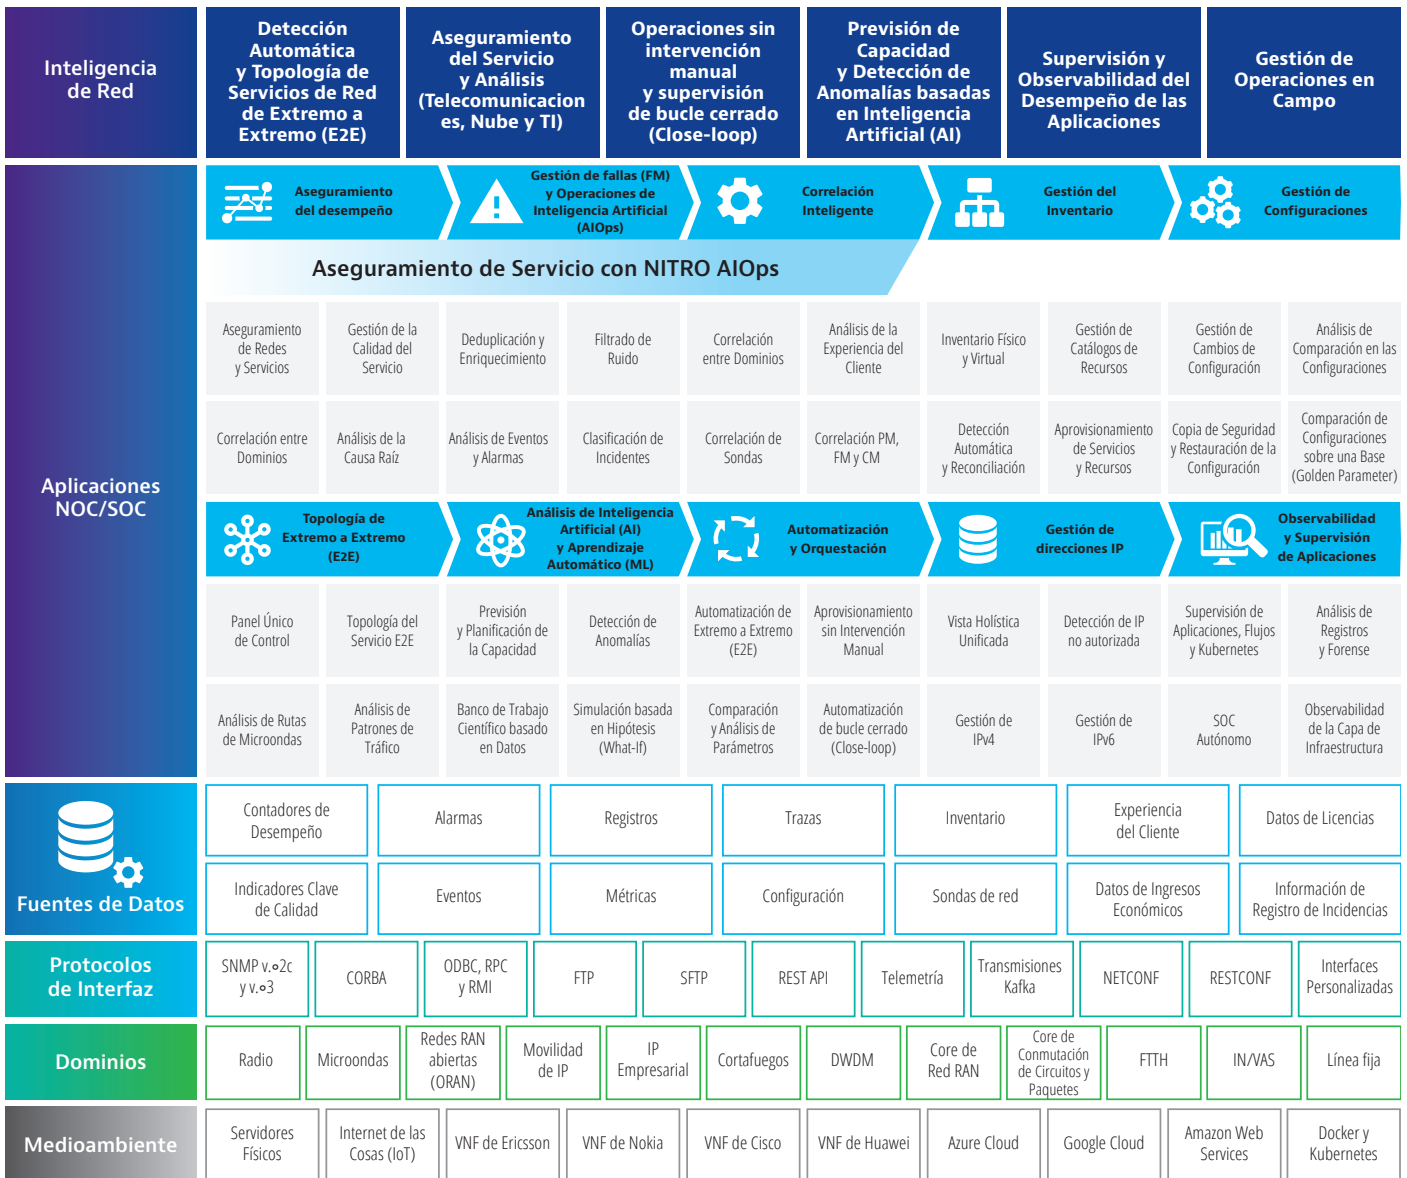 Inteligencia
de Red
Detección
Automática
y Topología de
Servicios de Red
de Extremo a
Extremo (E2E)
Aseguramiento
del Servicio
y Análisis
(Telecomunicacion
es, Nube y TI)
Operaciones sin
intervención
manual
y supervisión
de bucle cerrado
(Close-loop)
Previsión de
Capacidad
y Detección de
Anomalías basadas
en Inteligencia
Artificial (AI)
Supervisión y
Observabilidad del
Desempeño de las
Aplicaciones
Gestión de
Operaciones en
Campo
Aplicaciones
NOC/SOC
Aseguramiento
del desempeño
Gestión de fallas (FM)
y Operaciones de
Inteligencia Artificial
(AIOps)
Correlación
Inteligente
Gestión del
Inventario
Gestión de
Configuraciones
Aseguramiento de Servicio con NITRO AIOps
Aseguramiento
de Redes
y Servicios
Gestión de la
Calidad del
Servicio
Deduplicación y
Enriquecimiento
Filtrado de
Ruido
Correlación
entre Dominios
Análisis de la
Experiencia del
Cliente
Inventario Físico
y Virtual
Gestión de
Catálogos de
Recursos
Gestión de
Cambios de
Configuración
Análisis de
Comparación en las
Configuraciones
Correlación entre
Dominios
Análisis de la
Causa Raíz
Análisis de Eventos
y Alarmas
Clasificación de
Incidentes
Correlación de
Sondas
Correlación PM,
FM y CM
Detección
Automática
y Reconciliación
Aprovisionamiento
de Servicios
y Recursos
Copia de Seguridad
y Restauración de la
Configuración
Comparación de
Configuraciones
sobre una Base
(Golden Parameter)
Topología de
Extremo a Extremo
(E2E)
Análisis de Inteligencia
Artificial (AI)
y Aprendizaje
Automático (ML)
Automatización
y Orquestación
Gestión de
direcciones IP
Observabilidad
y Supervisión
de Aplicaciones
Panel Único
de Control
Topología del
Servicio E2E
Previsión
y Planificación de
la Capacidad
Detección de
Anomalías
Automatización de
Extremo a Extremo
(E2E)
Aprovisionamiento
sin Intervención
Manual
Vista Holística
Unificada
Detección de IP
no autorizada
Supervisión de
Aplicaciones, Flujos
y Kubernetes
Análisis de
Registros
y Forense
Análisis de Rutas
de Microondas
Análisis de
Patrones de
Tráfico
Banco de Trabajo
Científico basado
en Datos
Simulación basada
en Hipótesis
(What-If)
Comparación
y Análisis de
Parámetros
Automatización
de bucle cerrado
(Close-loop)
Gestión de
IPv4
Gestión de
IPv6
SOC
Autónomo
Observabilidad
de la Capa de
Infraestructura
Fuentes de Datos
Contadores de
Desempeño
Alarmas
Registros
Trazas
Inventario
Experiencia
del Cliente
Datos de Licencias
Indicadores Clave
de Calidad
Eventos
Métricas
Configuración
Sondas de red
Datos de Ingresos
Económicos
Información de
Registro de Incidencias
Protocolos
de Interfaz
SNMP v.º2c
y v.º3
CORBA
ODBC, RPC
y RMI
FTP
SFTP
REST API
Telemetría
Transmisiones
Kafka
NETCONF
RESTCONF
Interfaces
Personalizadas
Dominios
Radio
Microondas
Redes RAN
abiertas
(ORAN)
Movilidad
de IP
IP
Empresarial
Cortafuegos
DWDM
Core de
Red RAN
Core de
Conmutación
de Circuitos y
Paquetes
FTTH
IN/VAS
Línea fija
Medioambiente
Servidores
Físicos
Internet de las
Cosas (IoT)
VNF de Ericsson
VNF de Nokia
VNF de Cisco
VNF de Huawei
Azure Cloud
Google Cloud
Amazon Web
Services
Docker y
Kubernetes